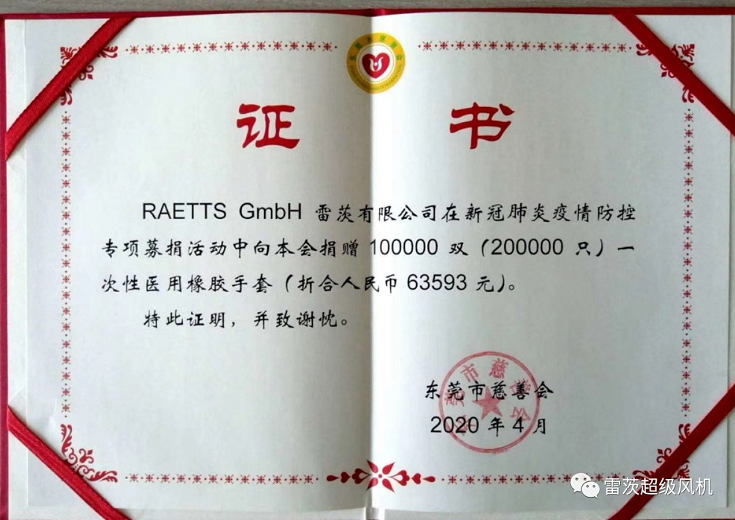 证书
RAETTS GmbH 雷茨有限公司在新冠肺炎疫情防控
专项募捐活动中向本会捐赠 100000 双（200000 只）一
次性医用橡胶手套（折合人民币 63593 元）。
特此证明，并致谢忱。
东莞市慈善会
2020 年 4 月
雷茨超级风机